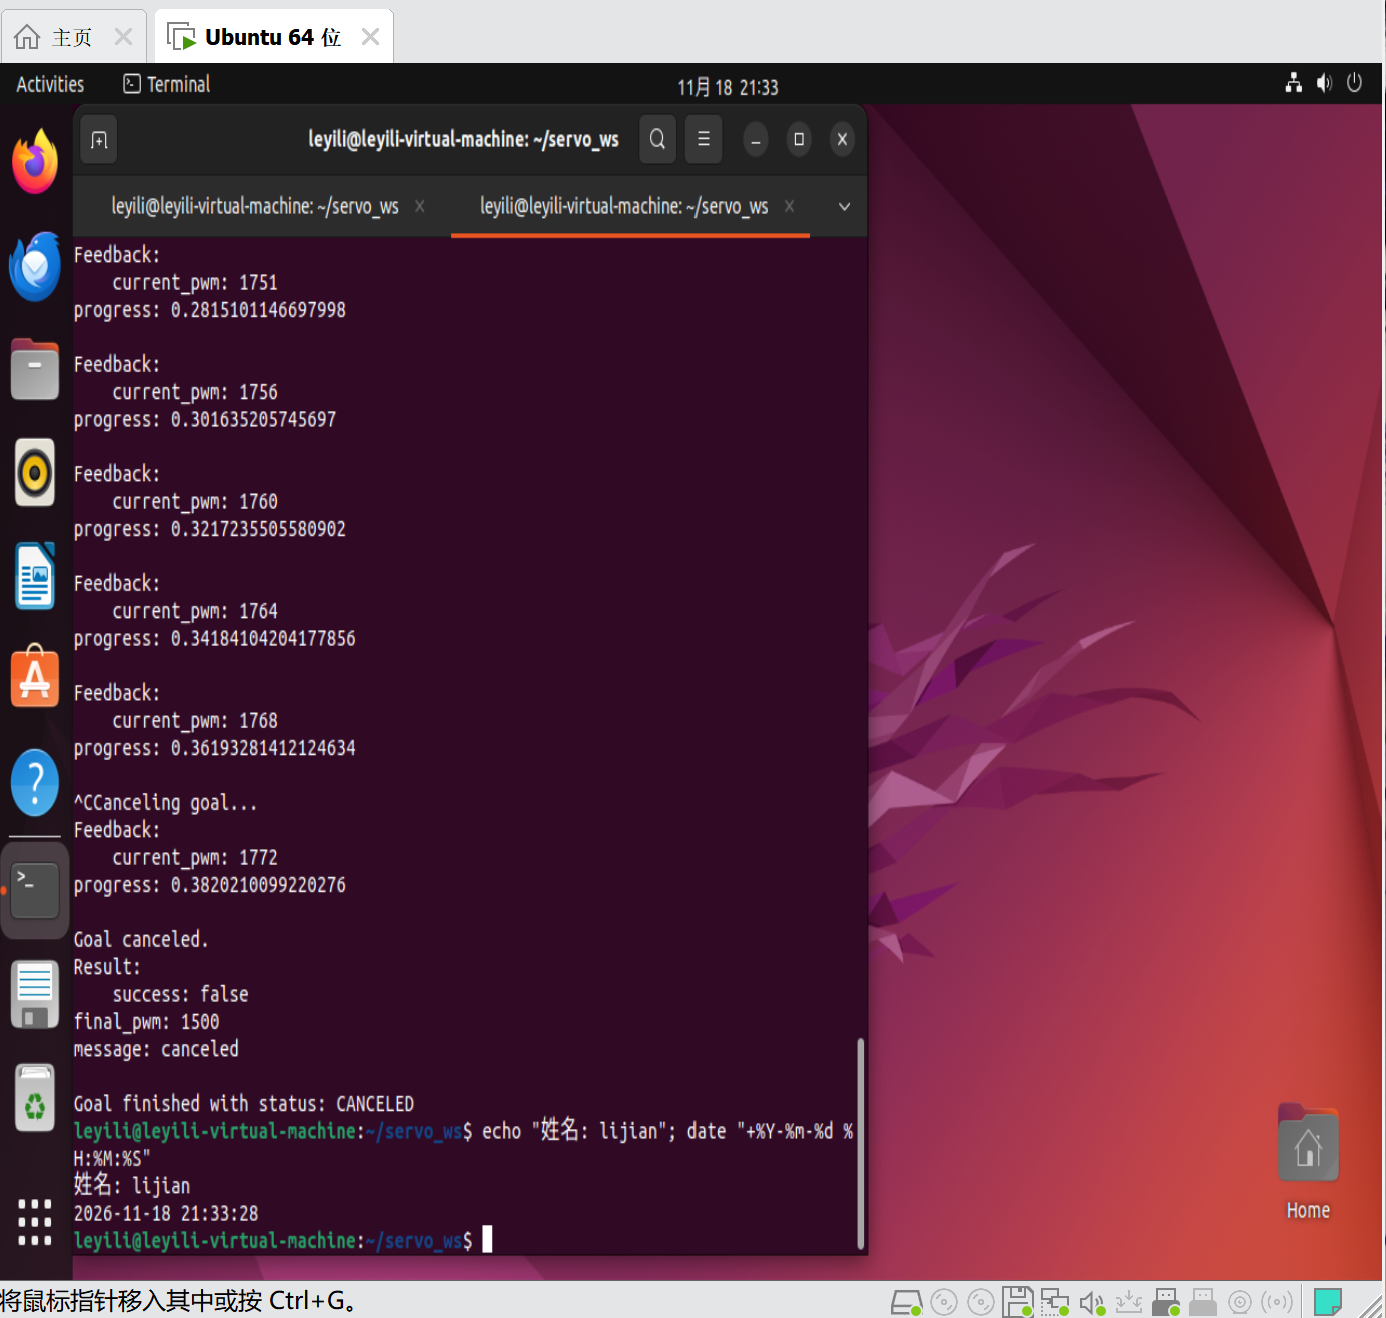 主页
Ubuntu 64 位
Activities
Terminal
11月 18 21:33
leyili@leyili-virtual-machine: ~/servo_ws
leyili@leyili-virtual-machine: ~/servo_ws
leyili@leyili-virtual-machine: ~/servo_ws
Feedback:
    current_pwm: 1751
progress: 0.2815101146697998
Feedback:
    current_pwm: 1756
progress: 0.301635205745697
Feedback:
    current_pwm: 1760
progress: 0.3217235505580902
Feedback:
    current_pwm: 1764
progress: 0.34184104204177856
Feedback:
    current_pwm: 1768
progress: 0.36193281412124634
^CCanceling goal...
Feedback:
    current_pwm: 1772
progress: 0.3820210099220276
Goal canceled.
Result:
    success: false
final_pwm: 1500
message: canceled
Goal finished with status: CANCELED
leyili@leyili-virtual-machine:~/servo_ws$ echo "姓名: lijian"; date "+%Y-%m-%d %
H:%M:%S"
姓名: lijian
2026-11-18 21:33:28
leyili@leyili-virtual-machine:~/servo_ws$
Home
将鼠标指针移入其中或按 Ctrl+G。